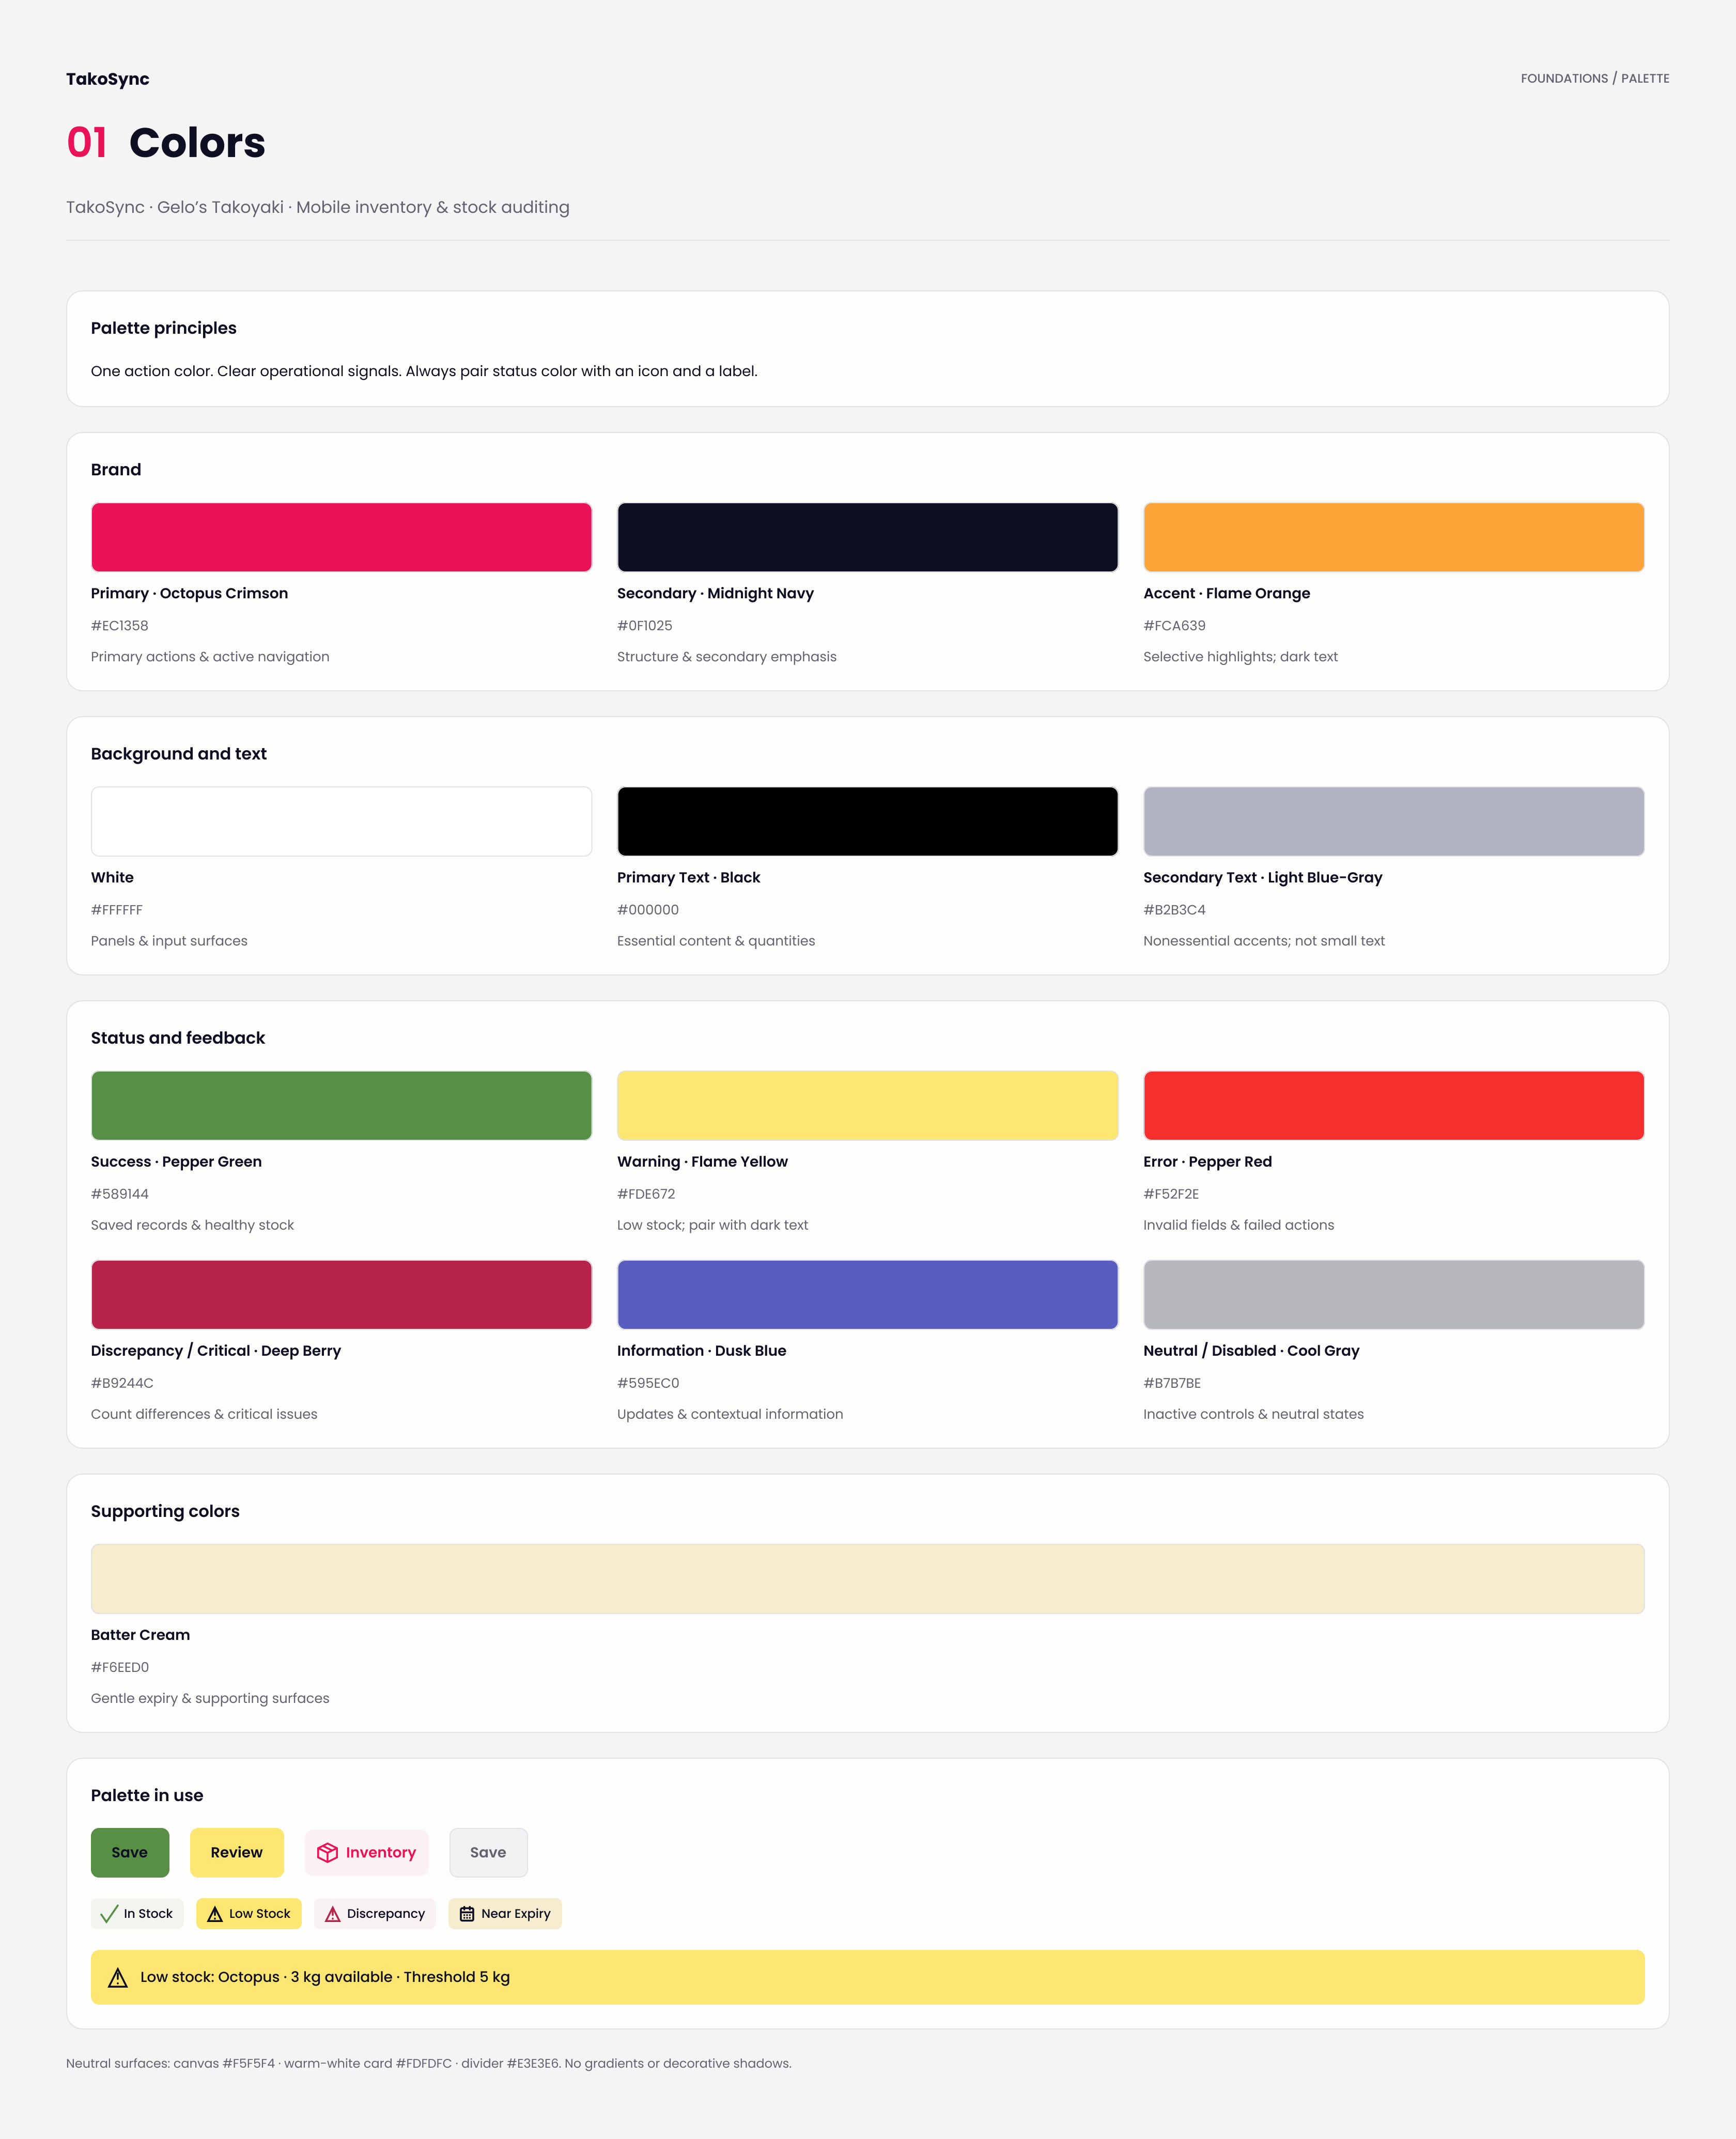 TakoSync
FOUNDATIONS / PALETTE
01 Colors
TakoSync · Gelo’s Takoyaki · Mobile inventory & stock auditing
Palette principles
One action color. Clear operational signals. Always pair status color with an icon and a label.
Brand
Primary · Octopus Crimson
#EC1358
Primary actions & active navigation
Secondary · Midnight Navy
#0F1025
Structure & secondary emphasis
Accent · Flame Orange
#FCA639
Selective highlights; dark text
Background and text
White
#FFFFFF
Panels & input surfaces
Primary Text · Black
#000000
Essential content & quantities
Secondary Text · Light Blue-Gray
#B2B3C4
Nonessential accents; not small text
Status and feedback
Success · Pepper Green
#589144
Saved records & healthy stock
Warning · Flame Yellow
#FDE672
Low stock; pair with dark text
Error · Pepper Red
#F52F2E
Invalid fields & failed actions
Discrepancy / Critical · Deep Berry
#B9244C
Count differences & critical issues
Information · Dusk Blue
#595EC0
Updates & contextual information
Neutral / Disabled · Cool Gray
#B7B7BE
Inactive controls & neutral states
Supporting colors
Batter Cream
#F6EED0
Gentle expiry & supporting surfaces
Palette in use
Save
Review
Inventory
Save
In Stock
Low Stock
Discrepancy
Near Expiry
Low stock: Octopus · 3 kg available · Threshold 5 kg
Neutral surfaces: canvas #F5F5F4 · warm-white card #FDFDFC · divider #E3E3E6. No gradients or decorative shadows.